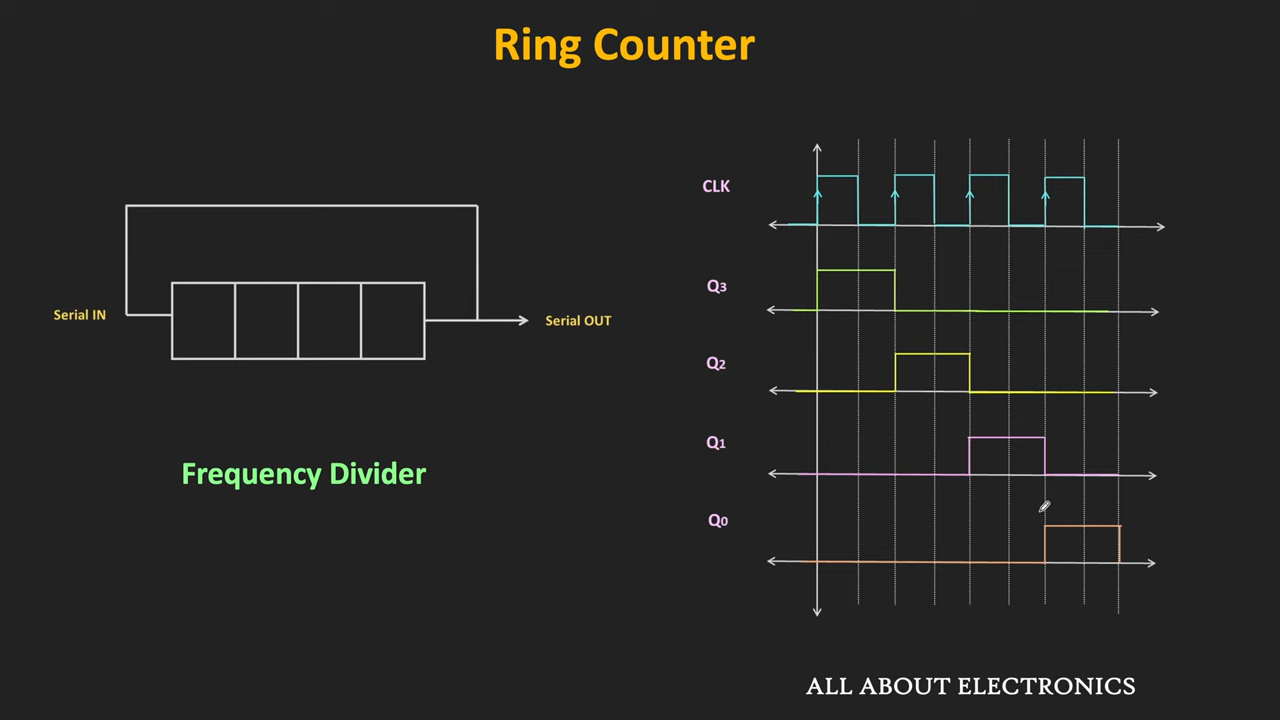 Ring Counter
CLK
Q3
Serial IN
Serial OUT
Q2
Q1
Frequency Divider
Q0
ALL ABOUT ELECTRONICS